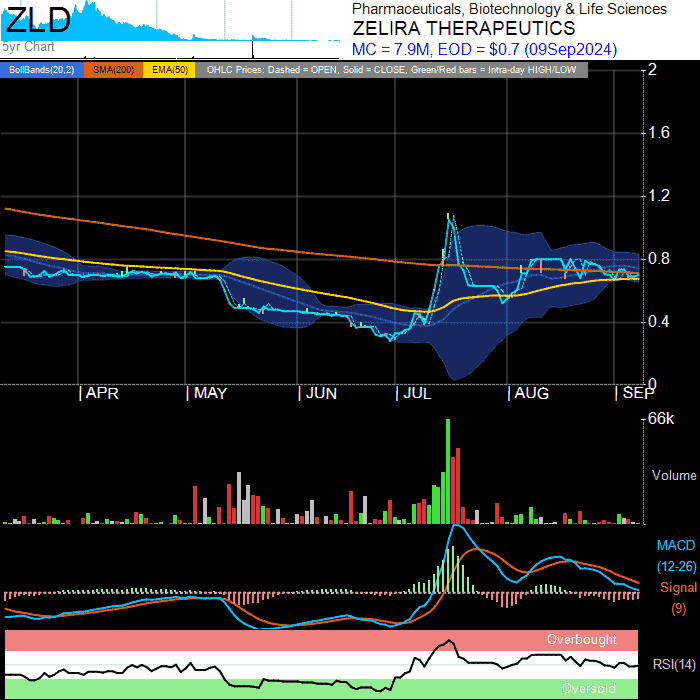 ZLD
5yr Chart
Pharmaceuticals, Biotechnology & Life Sciences
ZELIRA THERAPEUTICS
MC = 7.9M, EOD = $0.7 (09Sep2024)
BollBands(20,2) SMA(200) EMA(50) OHLC Prices: Dashed = OPEN, Solid = CLOSE, Green/Red bars = Intra-day HIGH/LOW
2
1.6
1.2
0.8
0.4
0
APR MAY JUN JUL AUG SEP
66k
Volume
MACD
(12-26)
Signal
(9)
Overbought
RSI(14)
Oversold